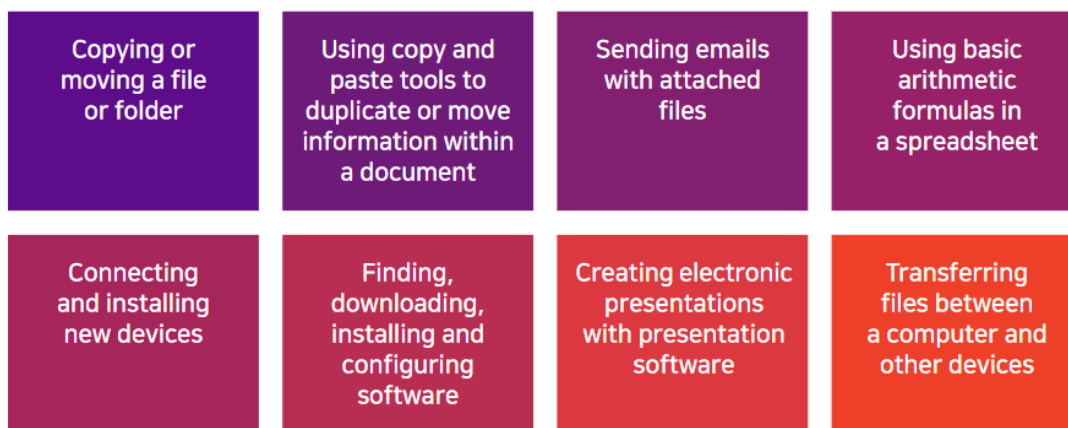 Copying or
moving a file
or folder
Using copy and
paste tools to
duplicate or move
information within
a document
Sending emails
with attached
files
Using basic
arithmetic
formulas in
a spreadsheet
Connecting
and installing
new devices
Finding,
downloading,
installing and
configuring
software
Creating electronic
presentations
with presentation
software
Transferring
files between
a computer and
other devices